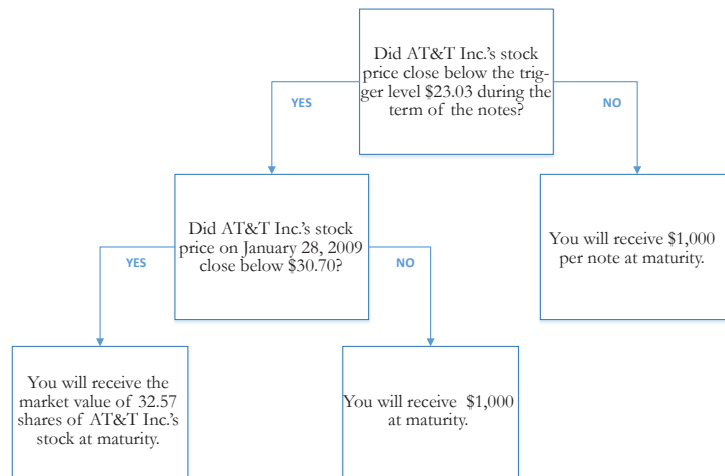 Did AT&T Inc.'s stock
price close below the trig-
ger level $23.03 during the
term of the notes?
YES
NO
Did AT&T Inc.'s stock
price on January 28, 2009
close below $30.70?
You will receive $1,000
per note at maturity.
YES
NO
You will receive the
market value of 32.57
shares of AT&T Inc.'s
stock at maturity.
You will receive $1,000
at maturity.